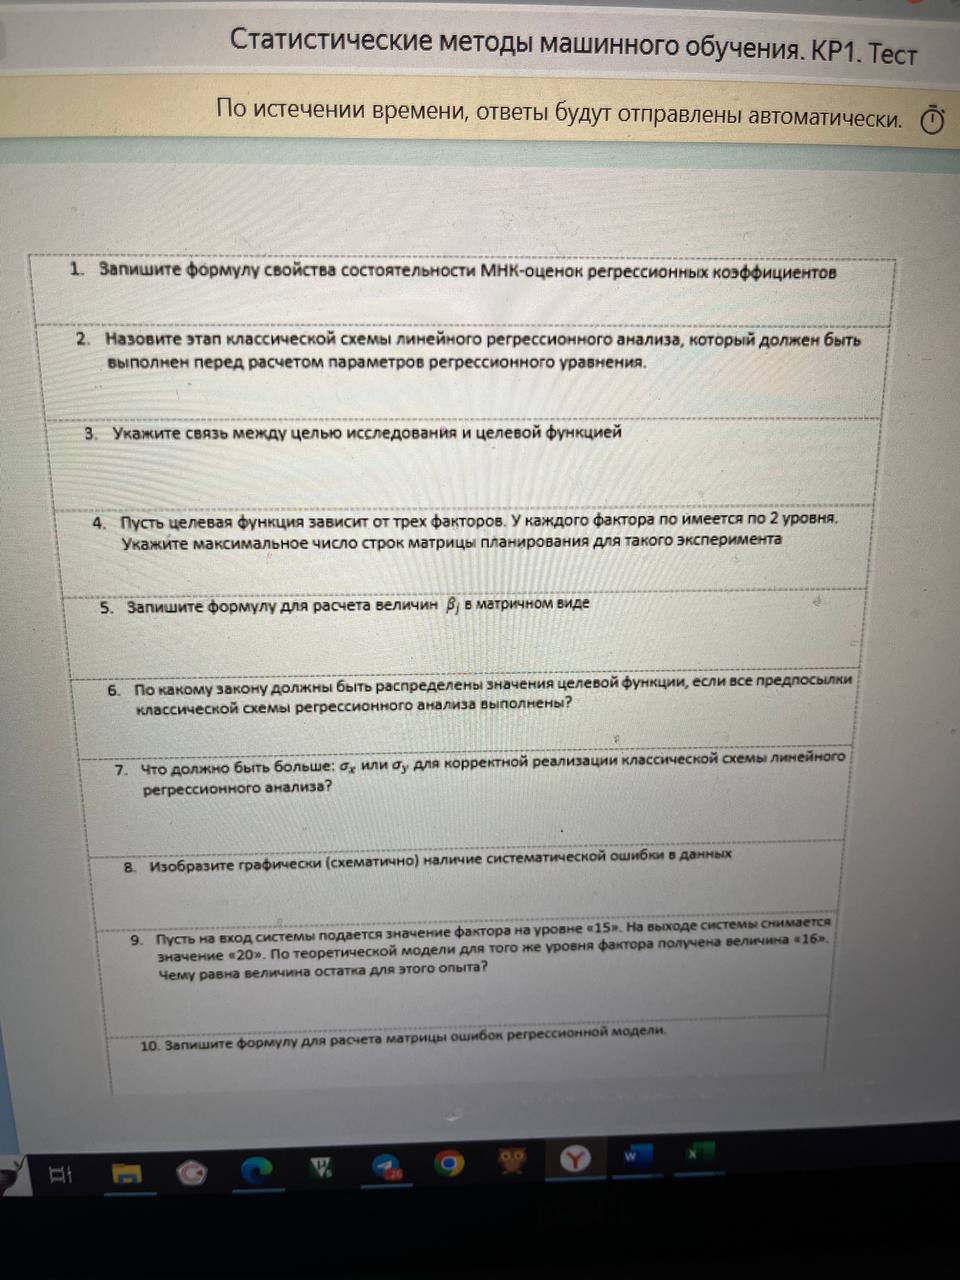 Статистические методы машинного обучения. КР1. Тест
По истечении времени, ответы будут отправлены автоматически.
1. Запишите формулу свойства состоятельности МНК-оценок регрессионных коэффициентов
2. Назовите этап классической схемы линейного регрессионного анализа, который должен быть
выполнен перед расчетом параметров регрессионного уравнения.
3. Укажите связь между целью исследования и целевой функцией
4. Пусть целевая функция зависит от трех факторов. У каждого фактора по имеется по 2 уровня.
Укажите максимальное число строк матрицы планирования для такого эксперимента
5. Запишите формулу для расчета величин β_j в матричном виде
6. По какому закону должны быть распределены значения целевой функции, если все предпосылки
классической схемы регрессионного анализа выполнены?
7. Что должно быть больше: σ_x или σ_y для корректной реализации классической схемы линейного
регрессионного анализа?
8. Изобразите графически (схематично) наличие систематической ошибки в данных
9. Пусть на вход системы подается значение фактора на уровне «15». На выходе системы снимается
значение «20». По теоретической модели для того же уровня фактора получена величина «16».
Чему равна величина остатка для этого опыта?
10. Запишите формулу для расчета матрицы ошибок регрессионной модели.